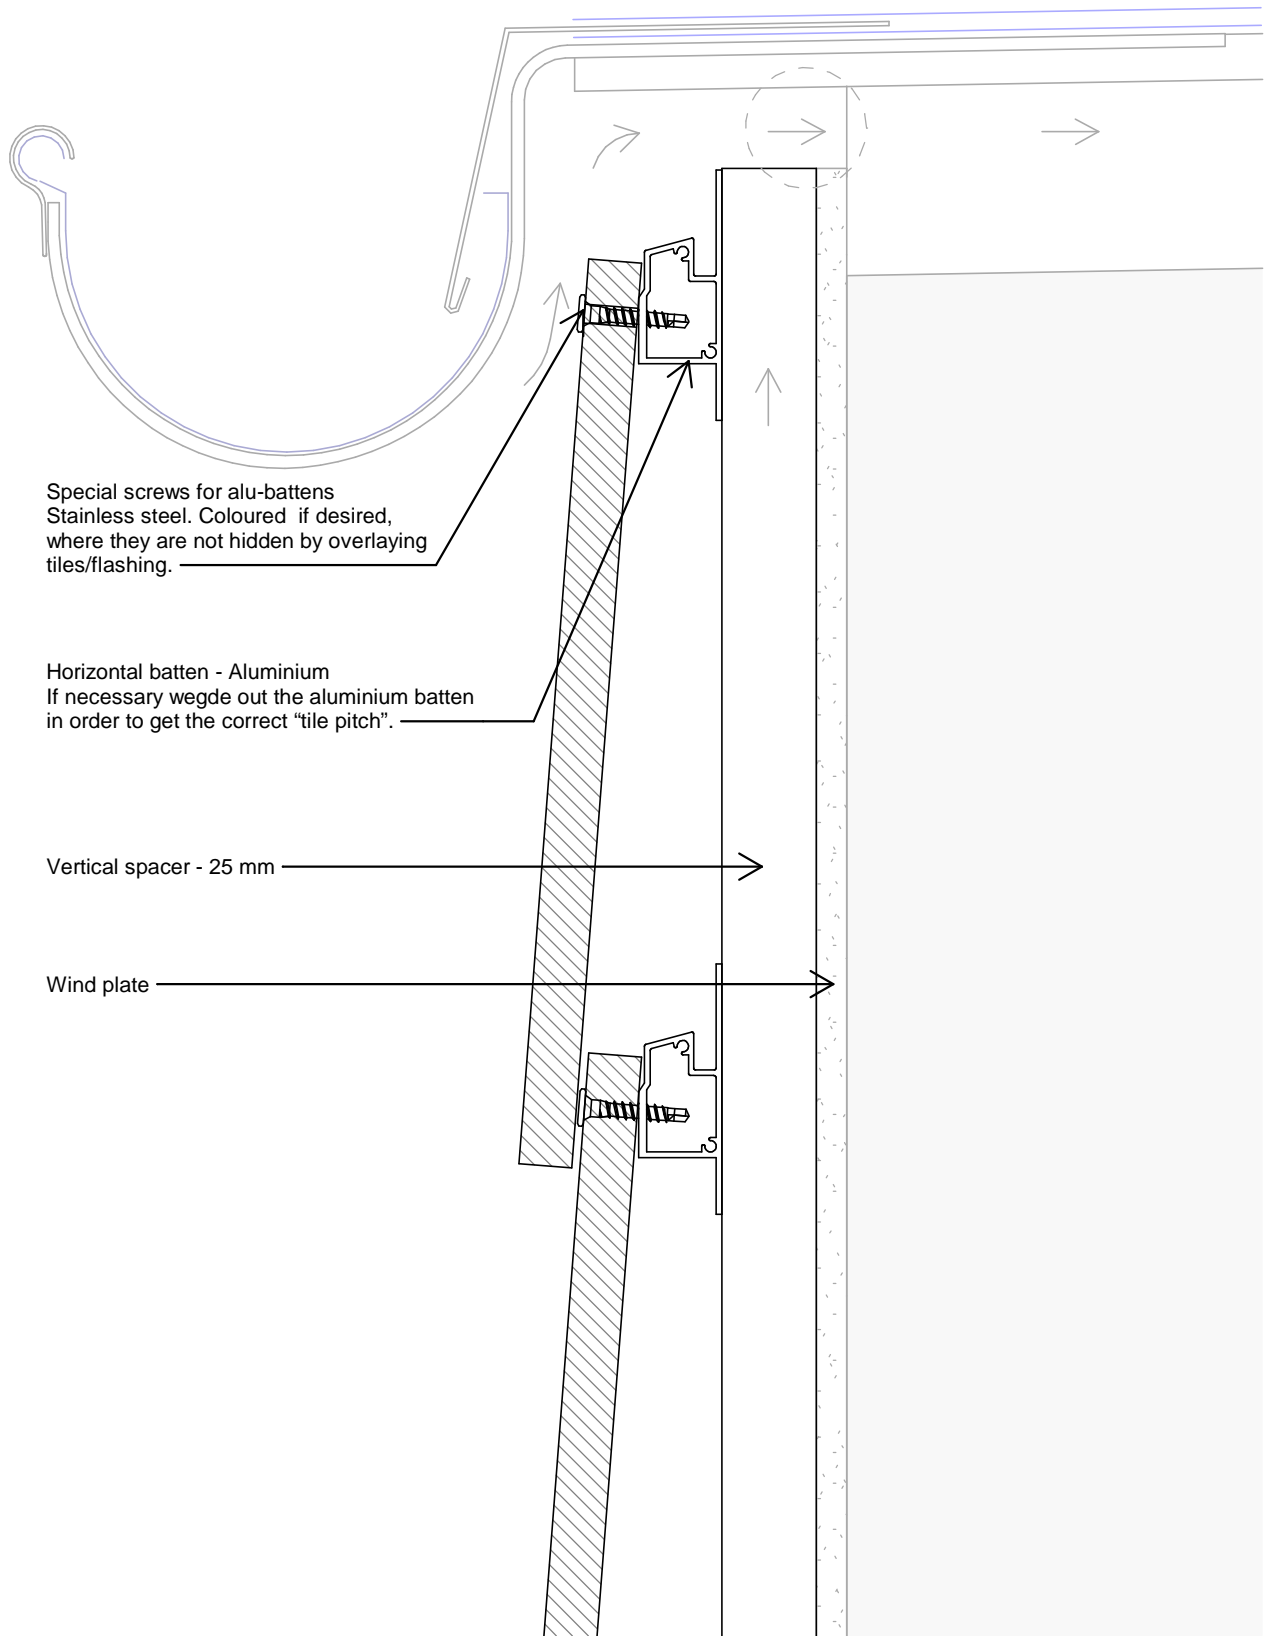 Special screws for alu-battens
Stainless steel. Coloured  if desired,
where they are not hidden by overlaying
tiles/flashing.
Horizontal batten - Aluminium
If necessary wegde out the aluminium batten
in order to get the correct “tile pitch”.
Vertical spacer - 25 mm
Wind plate